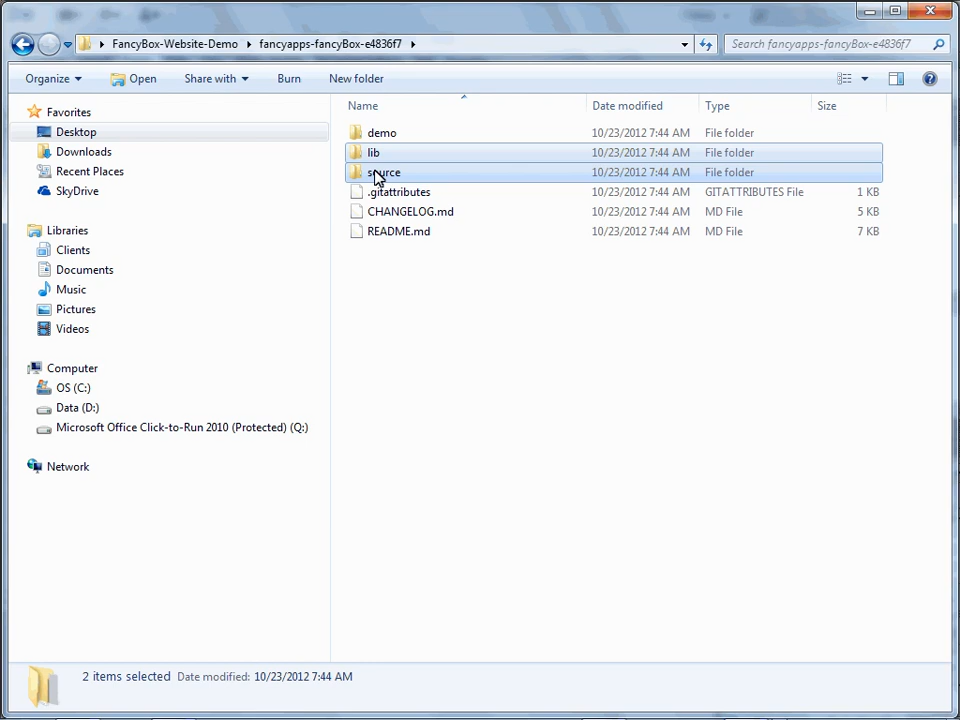 FancyBox-Website-Demo fancyapps-fancyBox-e4836f7 Search fancyapps-fancyBox-e4836f7
Organize Open Share with Burn New folder
Name Date modified Type Size
Favorites
Desktop
Downloads
Recent Places
SkyDrive
Libraries
Clients
Documents
Music
Pictures
Videos
Computer
OS (C:)
Data (D:)
Microsoft Office Click-to-Run 2010 (Protected) (Q:)
Network
demo 10/23/2012 7:44 AM File folder
lib 10/23/2012 7:44 AM File folder
source 10/23/2012 7:44 AM File folder
.gitattributes 10/23/2012 7:44 AM GITATTRIBUTES File 1 KB
CHANGELOG.md 10/23/2012 7:44 AM MD File 5 KB
README.md 10/23/2012 7:44 AM MD File 7 KB
2 items selected Date modified: 10/23/2012 7:44 AM